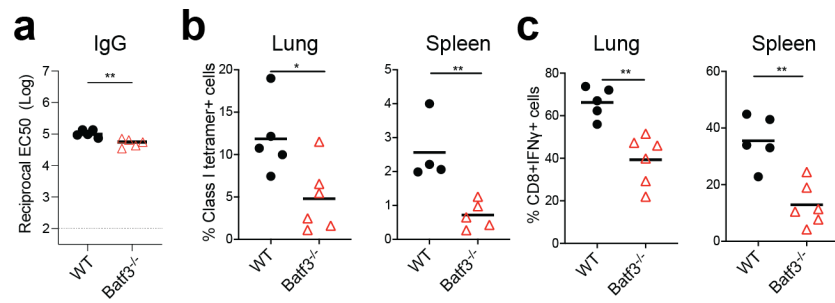 a
IgG
**
Reciprocal EC50 (Log)
6
5
4
3
2
WT
Batf3-/-
b
Lung
*
% Class I tetramer+ cells
20
15
10
5
0
WT
Batf3-/-
Spleen
**
5
4
3
2
1
0
WT
Batf3-/-
c
Lung
**
% CD8+IFNγ+ cells
100
80
60
40
20
0
WT
Batf3-/-
Spleen
**
60
40
20
0
WT
Batf3-/-